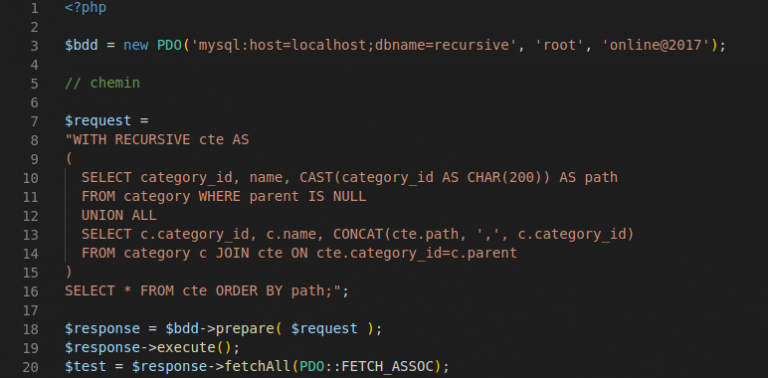 1 <?php
2
3 $bdd = new PDO('mysql:host=localhost;dbname=recursive', 'root', 'online@2017');
4
5 // chemin
6
7 $request =
8 "WITH RECURSIVE cte AS
9 (
10   SELECT category_id, name, CAST(category_id AS CHAR(200)) AS path
11   FROM category WHERE parent IS NULL
12   UNION ALL
13   SELECT c.category_id, c.name, CONCAT(cte.path, ',', c.category_id)
14   FROM category c JOIN cte ON cte.category_id=c.parent
15 )
16 SELECT * FROM cte ORDER BY path;";
17
18 $response = $bdd->prepare( $request );
19 $response->execute();
20 $test = $response->fetchAll(PDO::FETCH_ASSOC);